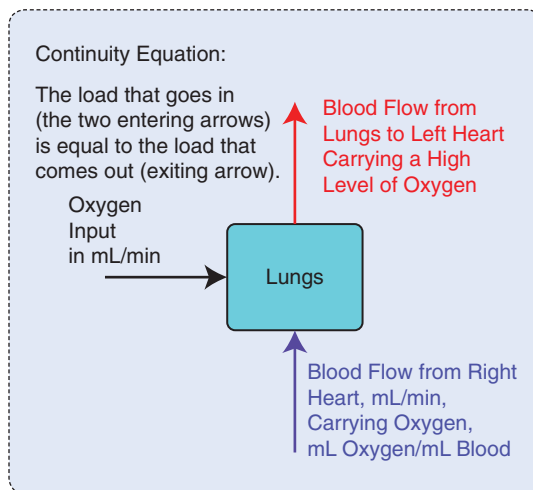 Continuity Equation:
The load that goes in
(the two entering arrows)
is equal to the load that
comes out (exiting arrow).
Blood Flow from
Lungs to Left Heart
Carrying a High
Level of Oxygen
Oxygen
Input
in mL/min
Lungs
Blood Flow from Right
Heart, mL/min,
Carrying Oxygen,
mL Oxygen/mL Blood